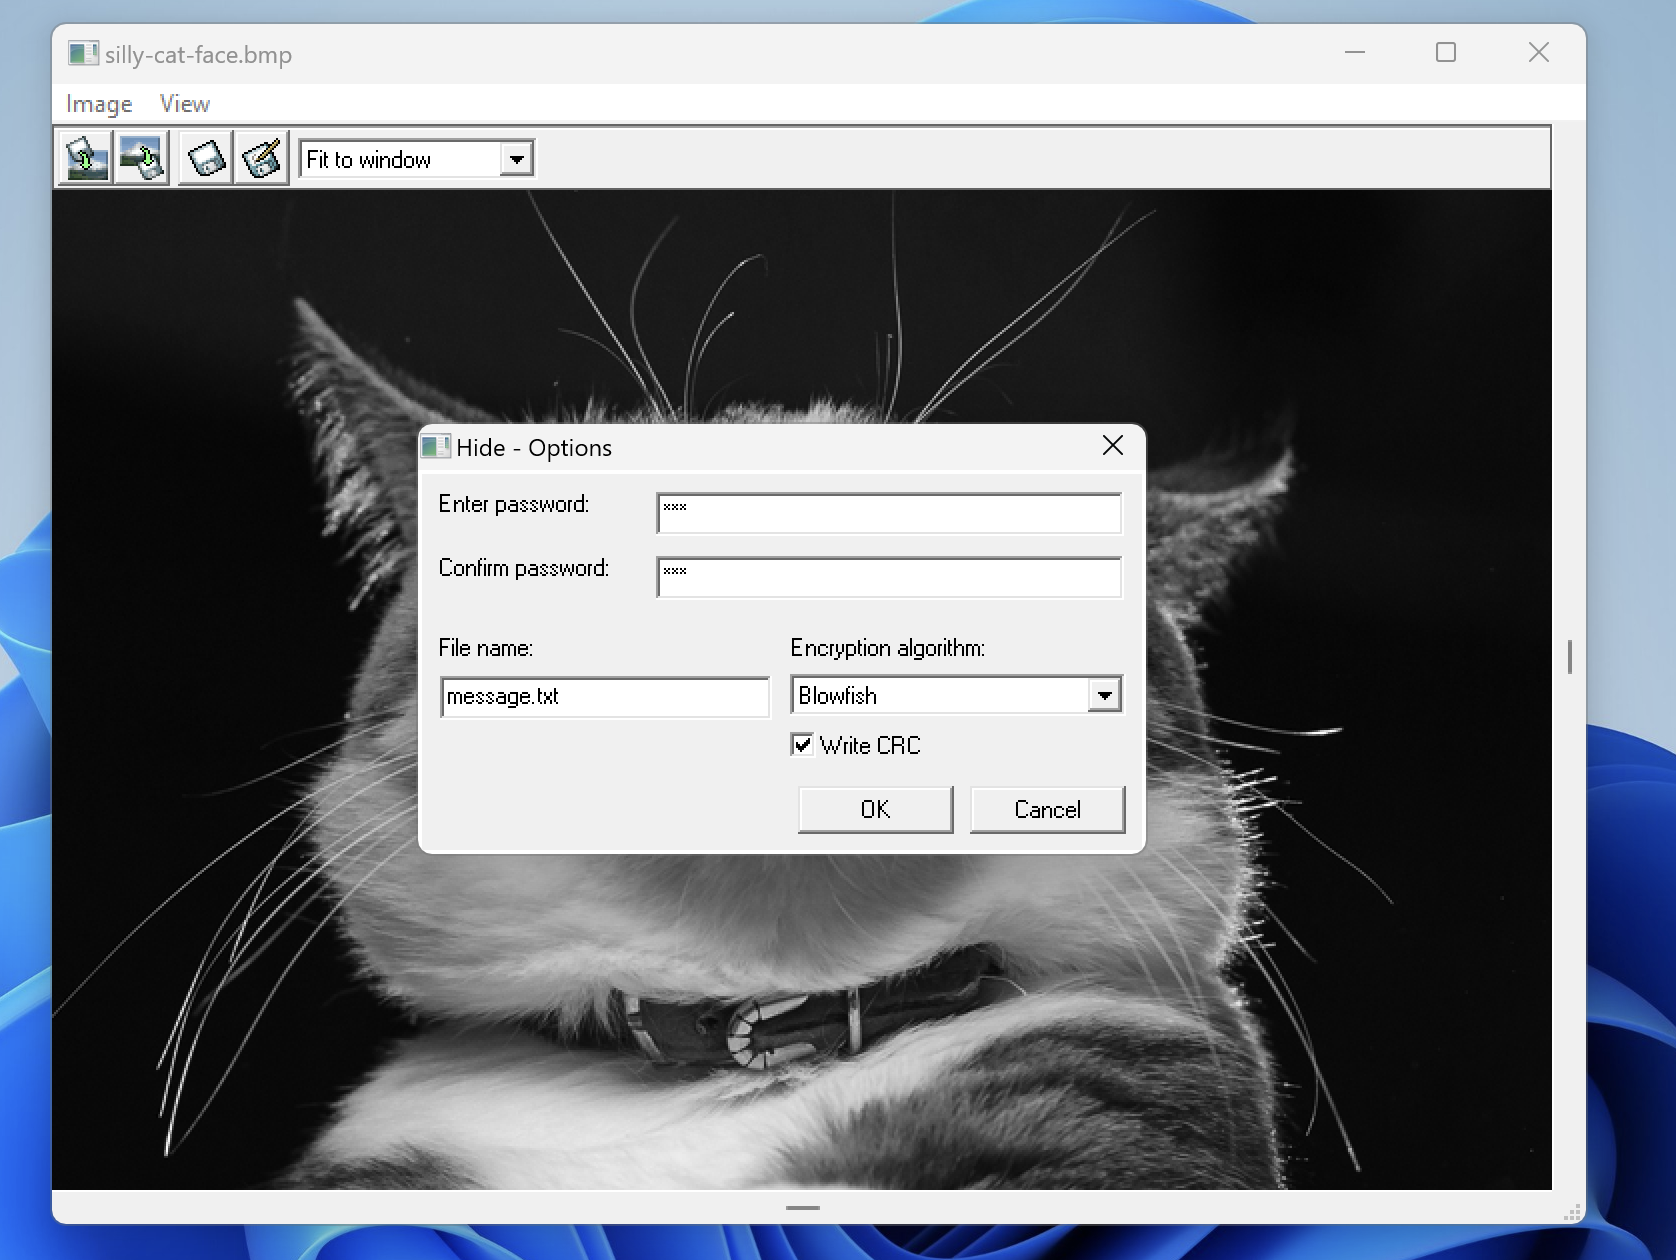 silly-cat-face.bmp
Image View
Fit to window
Hide - Options
Enter password: ***
Confirm password: ***
File name: Encryption algorithm:
message.txt Blowfish
Write CRC
OK Cancel